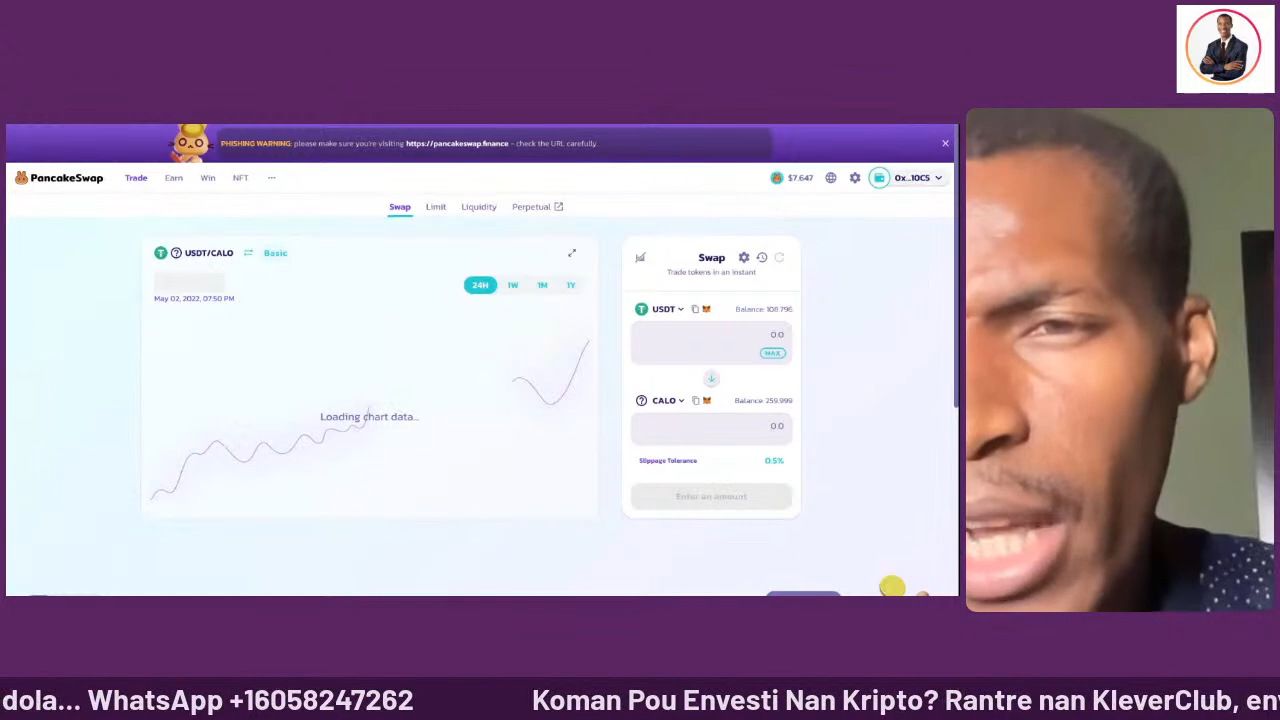 PHISHING WARNING: please make sure you're visiting https://pancakeswap.finance - check the URL carefully.
PancakeSwap Trade Earn Win NFT ... $7.647 0x...10C5
Swap Limit Liquidity Perpetual
USDT/CALO Basic
May 02, 2022, 07:50 PM
24H 1W 1M 1Y
Loading chart data...
Swap
Trade tokens in an instant
USDT Balance: 108.796
0.0
MAX
CALO Balance: 259.999
0.0
Slippage Tolerance 0.5%
Enter an amount
dola... WhatsApp +16058247262 Koman Pou Envesti Nan Kripto? Rantre nan KleverClub, en